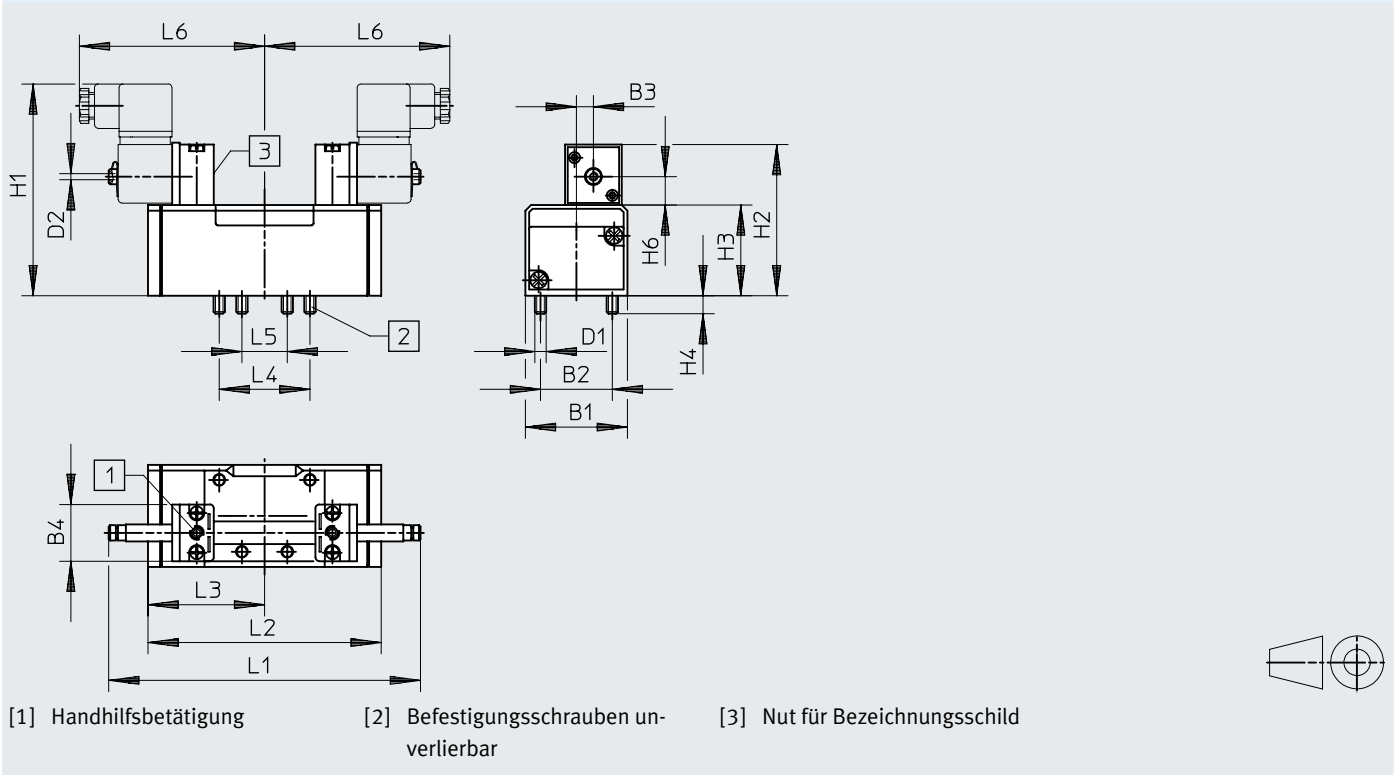 L6
L6
H1
D2
3
B3
H6
H3
H2
2
L5
L4
D1
H4
B2
B1
1
B4
L3
L2
L1
[1] Handhilfsbetätigung
[2] Befestigungsschrauben un-
verlierbar
[3] Nut für Bezeichnungsschild